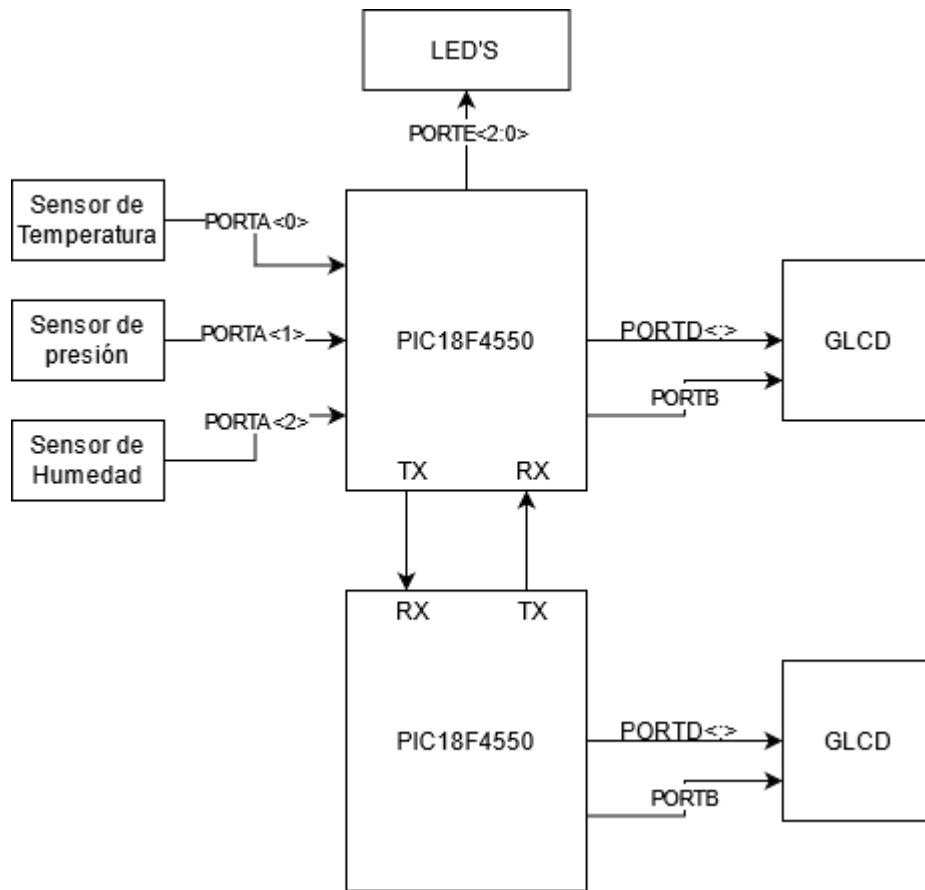 LED'S
PORTE<2:0>
Sensor de
Temperatura
PORTA<0>
Sensor de
presión
PORTA<1>
PIC18F4550
PORTD<:>
GLCD
PORTB
Sensor de
Humedad
PORTA<2>
TX
RX
RX
TX
PIC18F4550
PORTD<:>
GLCD
PORTB